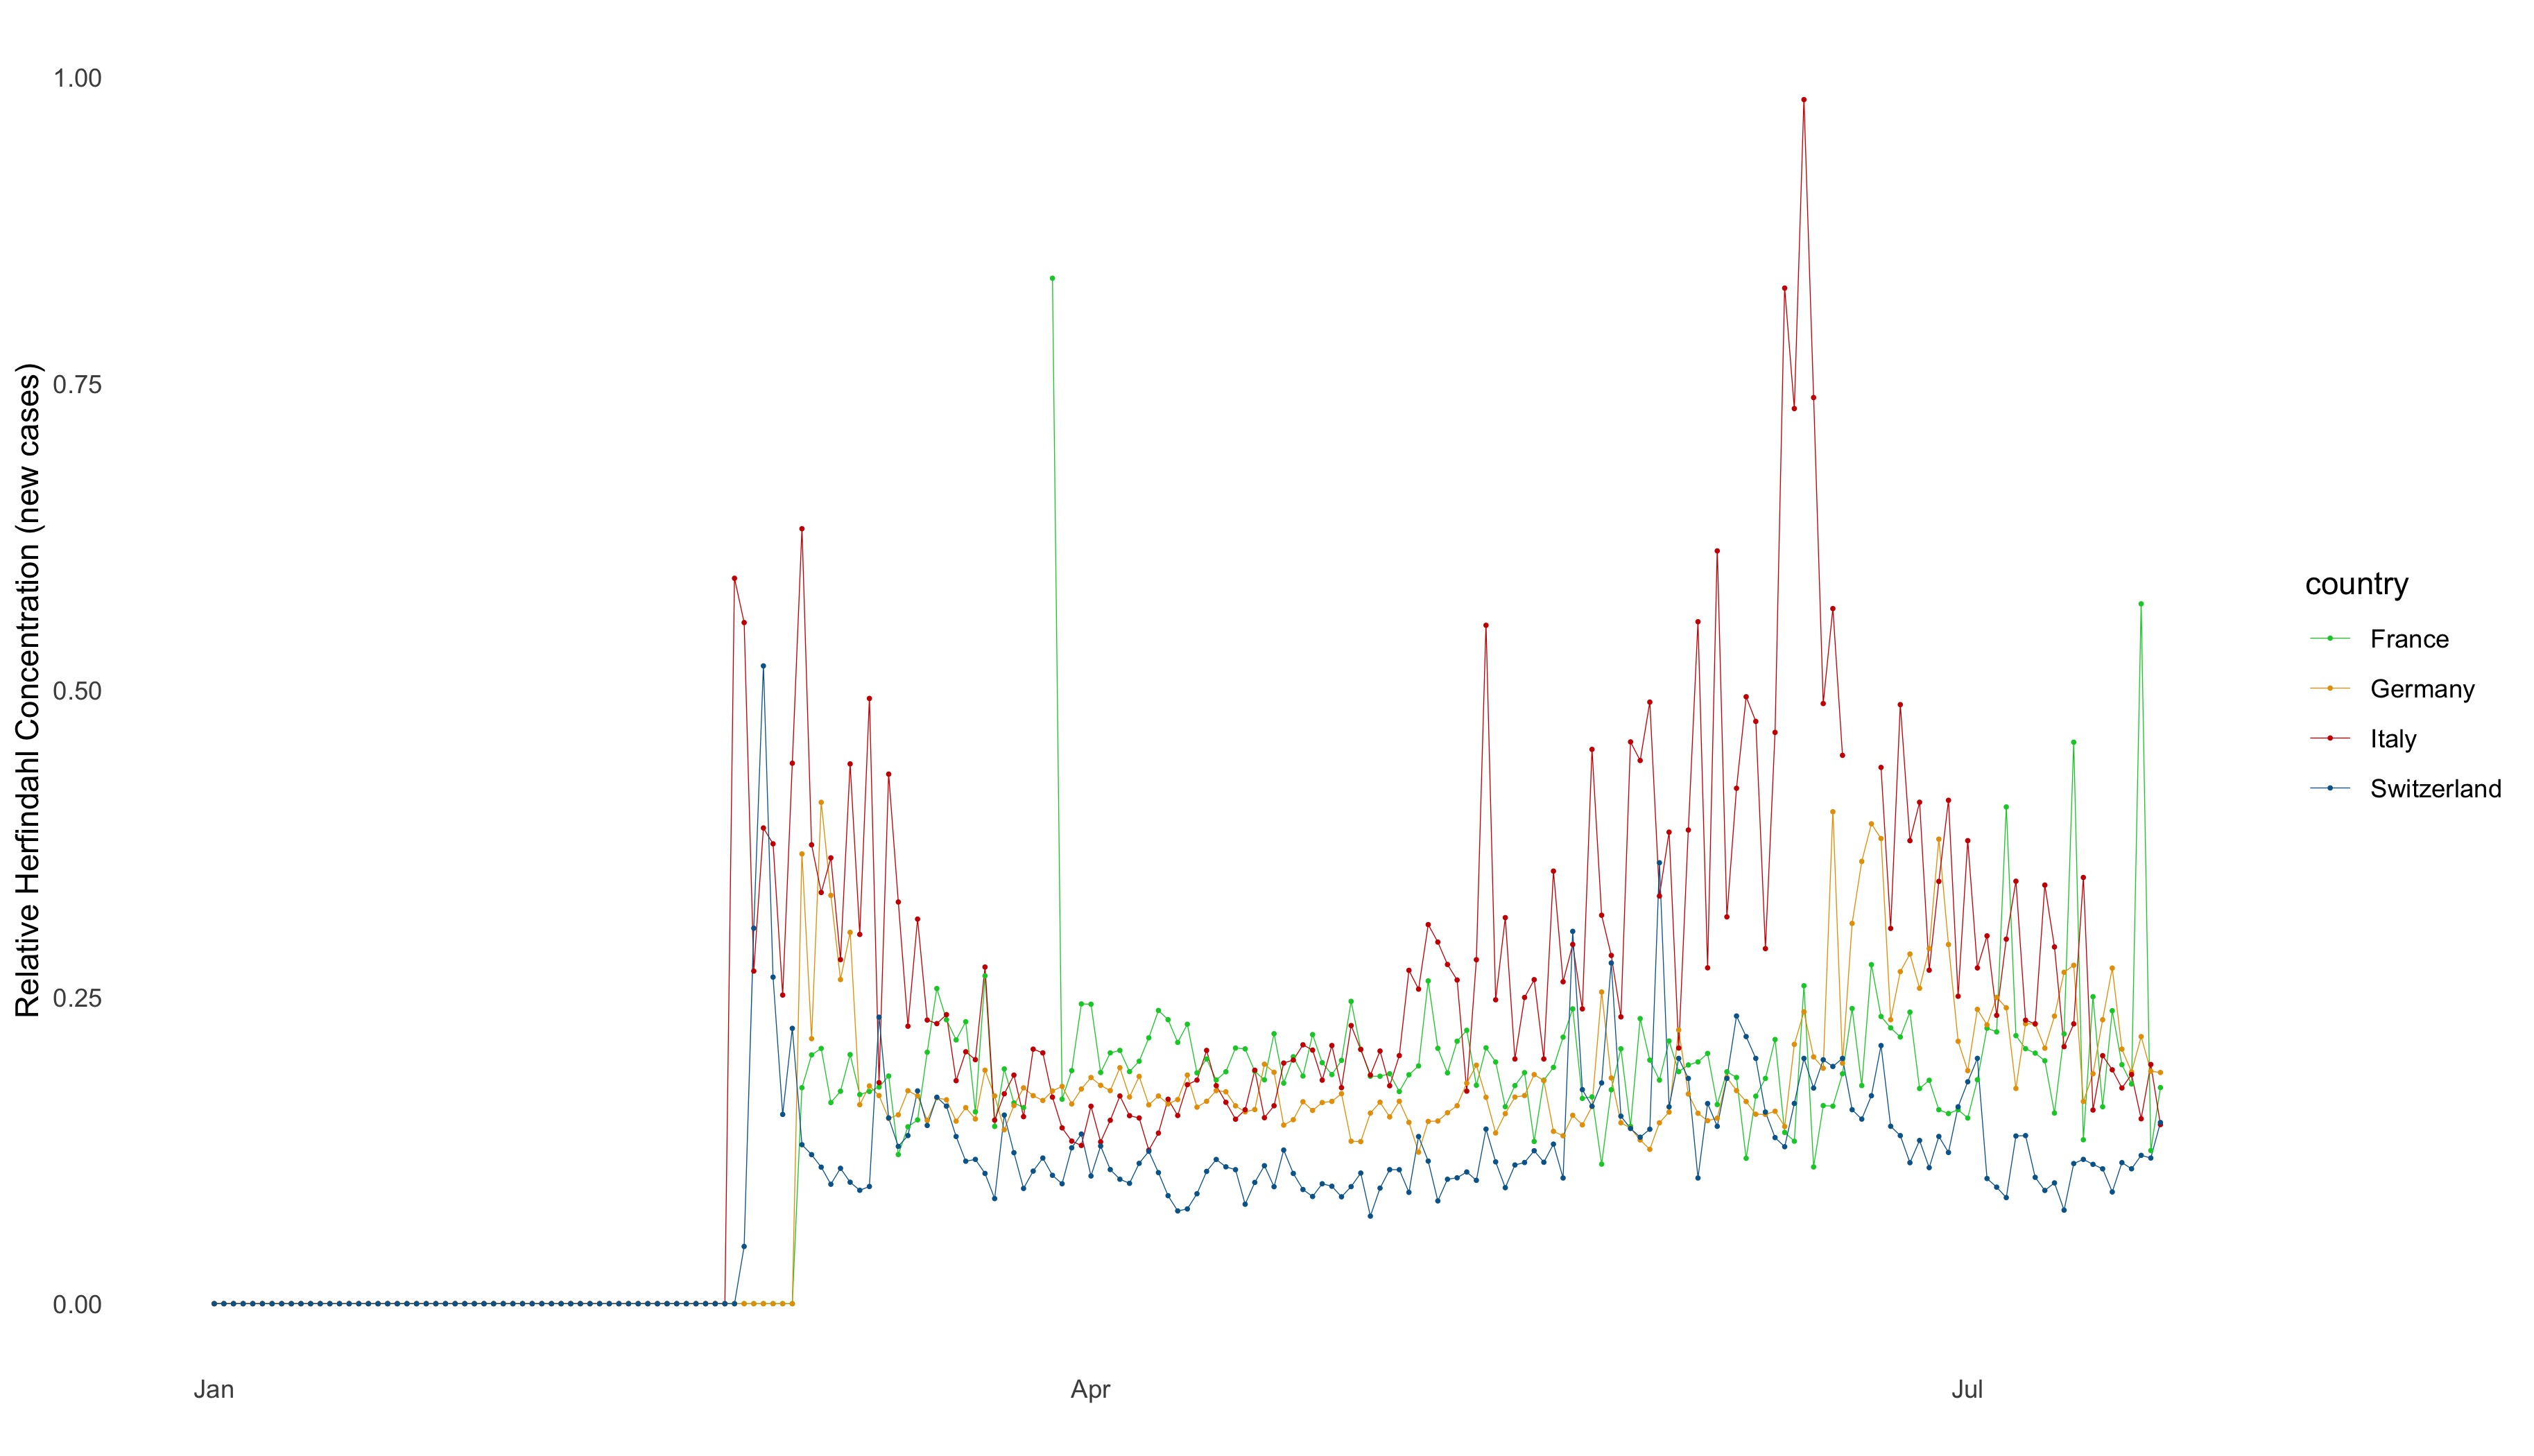 Relative Herfindahl Concentration (new cases)
1.00
0.75
0.50
0.25
0.00
Jan
Apr
Jul
country
France
Germany
Italy
Switzerland